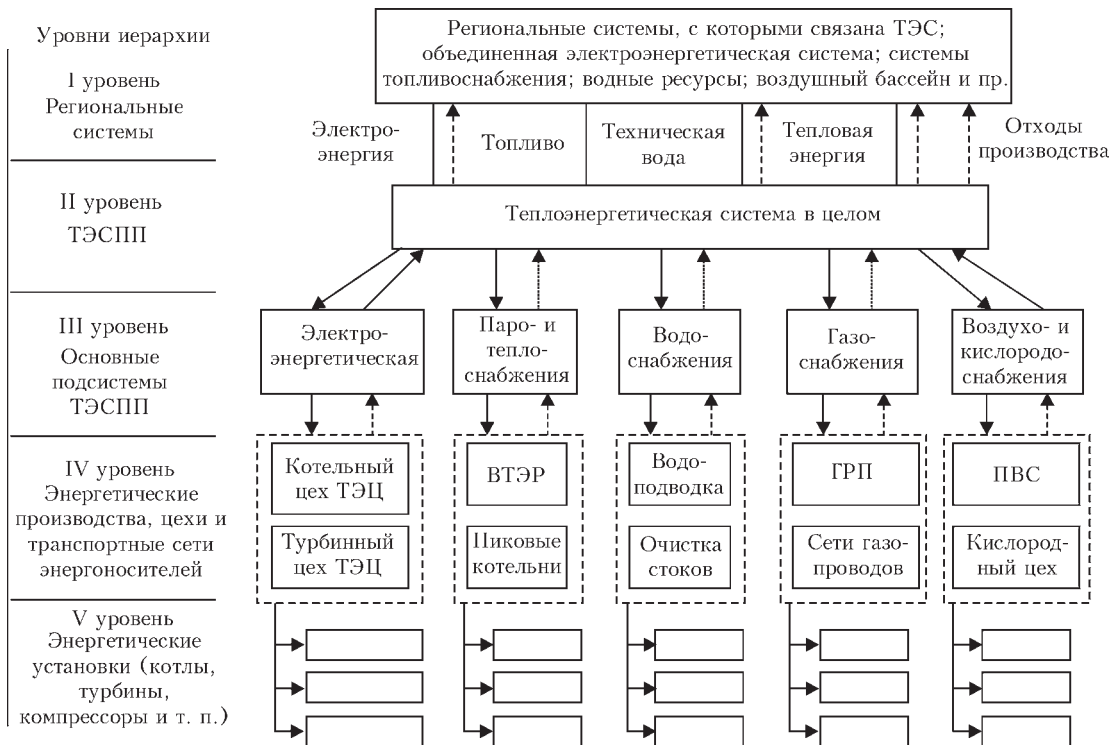 Уровни иерархии
I уровень
Региональные
системы
II уровень
ТЭСПП
III уровень
Основные
подсистемы
ТЭСПП
IV уровень
Энергетические
производства, цехи и
транспортные сети
энергоносителей
V уровень
Энергетические
установки (котлы,
турбины,
компрессоры и т. п.)
Региональные системы, с которыми связана ТЭС;
объединенная электроэнергетическая система; системы
топливоснабжения; водные ресурсы; воздушный бассейн и пр.
Электро-
энергия
Топливо
Техническая
вода
Тепловая
энергия
Отходы
производства
Теплоэнергетическая система в целом
Электро-
энергетическая
Паро- и
тепло-
снабжения
Водо-
снабжения
Газо-
снабжения
Воздухо- и
кислородо-
снабжения
Котельный
цех ТЭЦ
Турбинный
цех ТЭЦ
ВТЭР
Пиковые
котельни
Водо-
подводка
Очистка
стоков
ГРП
Сети газо-
проводов
ПВС
Кислород-
ный цех